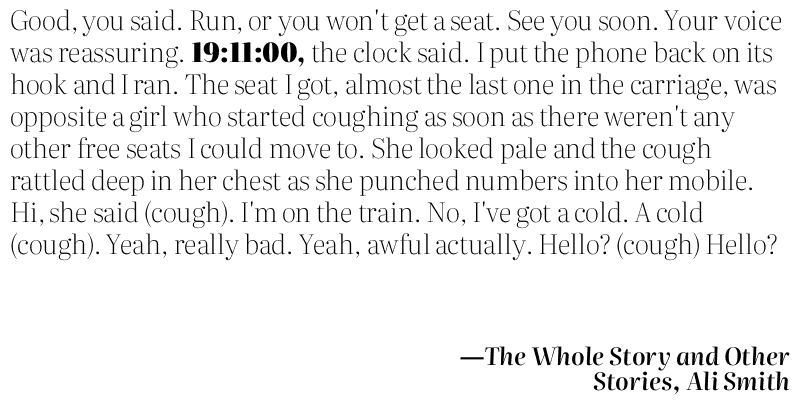 Good, you said. Run, or you won't get a seat. See you soon. Your voice
was reassuring. 19:11:00, the clock said. I put the phone back on its
hook and I ran. The seat I got, almost the last one in the carriage, was
opposite a girl who started coughing as soon as there weren't any
other free seats I could move to. She looked pale and the cough
rattled deep in her chest as she punched numbers into her mobile.
Hi, she said (cough). I'm on the train. No, I've got a cold. A cold
(cough). Yeah, really bad. Yeah, awful actually. Hello? (cough) Hello?
—The Whole Story and Other
Stories, Ali Smith